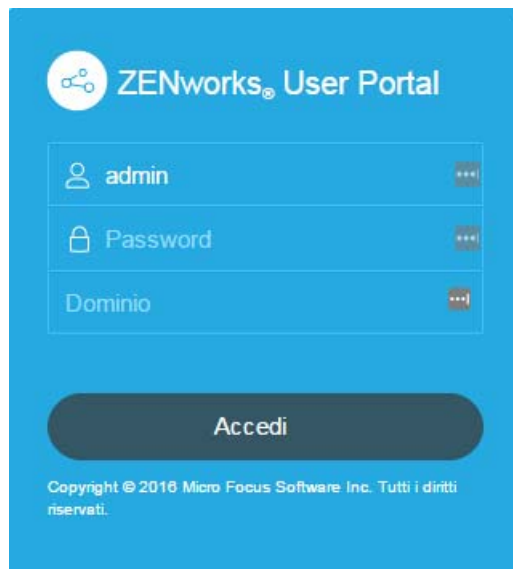 ZENworks® User Portal
admin
Password
Dominio
Accedi
Copyright © 2016 Micro Focus Software Inc. Tutti i diritti
riservati.